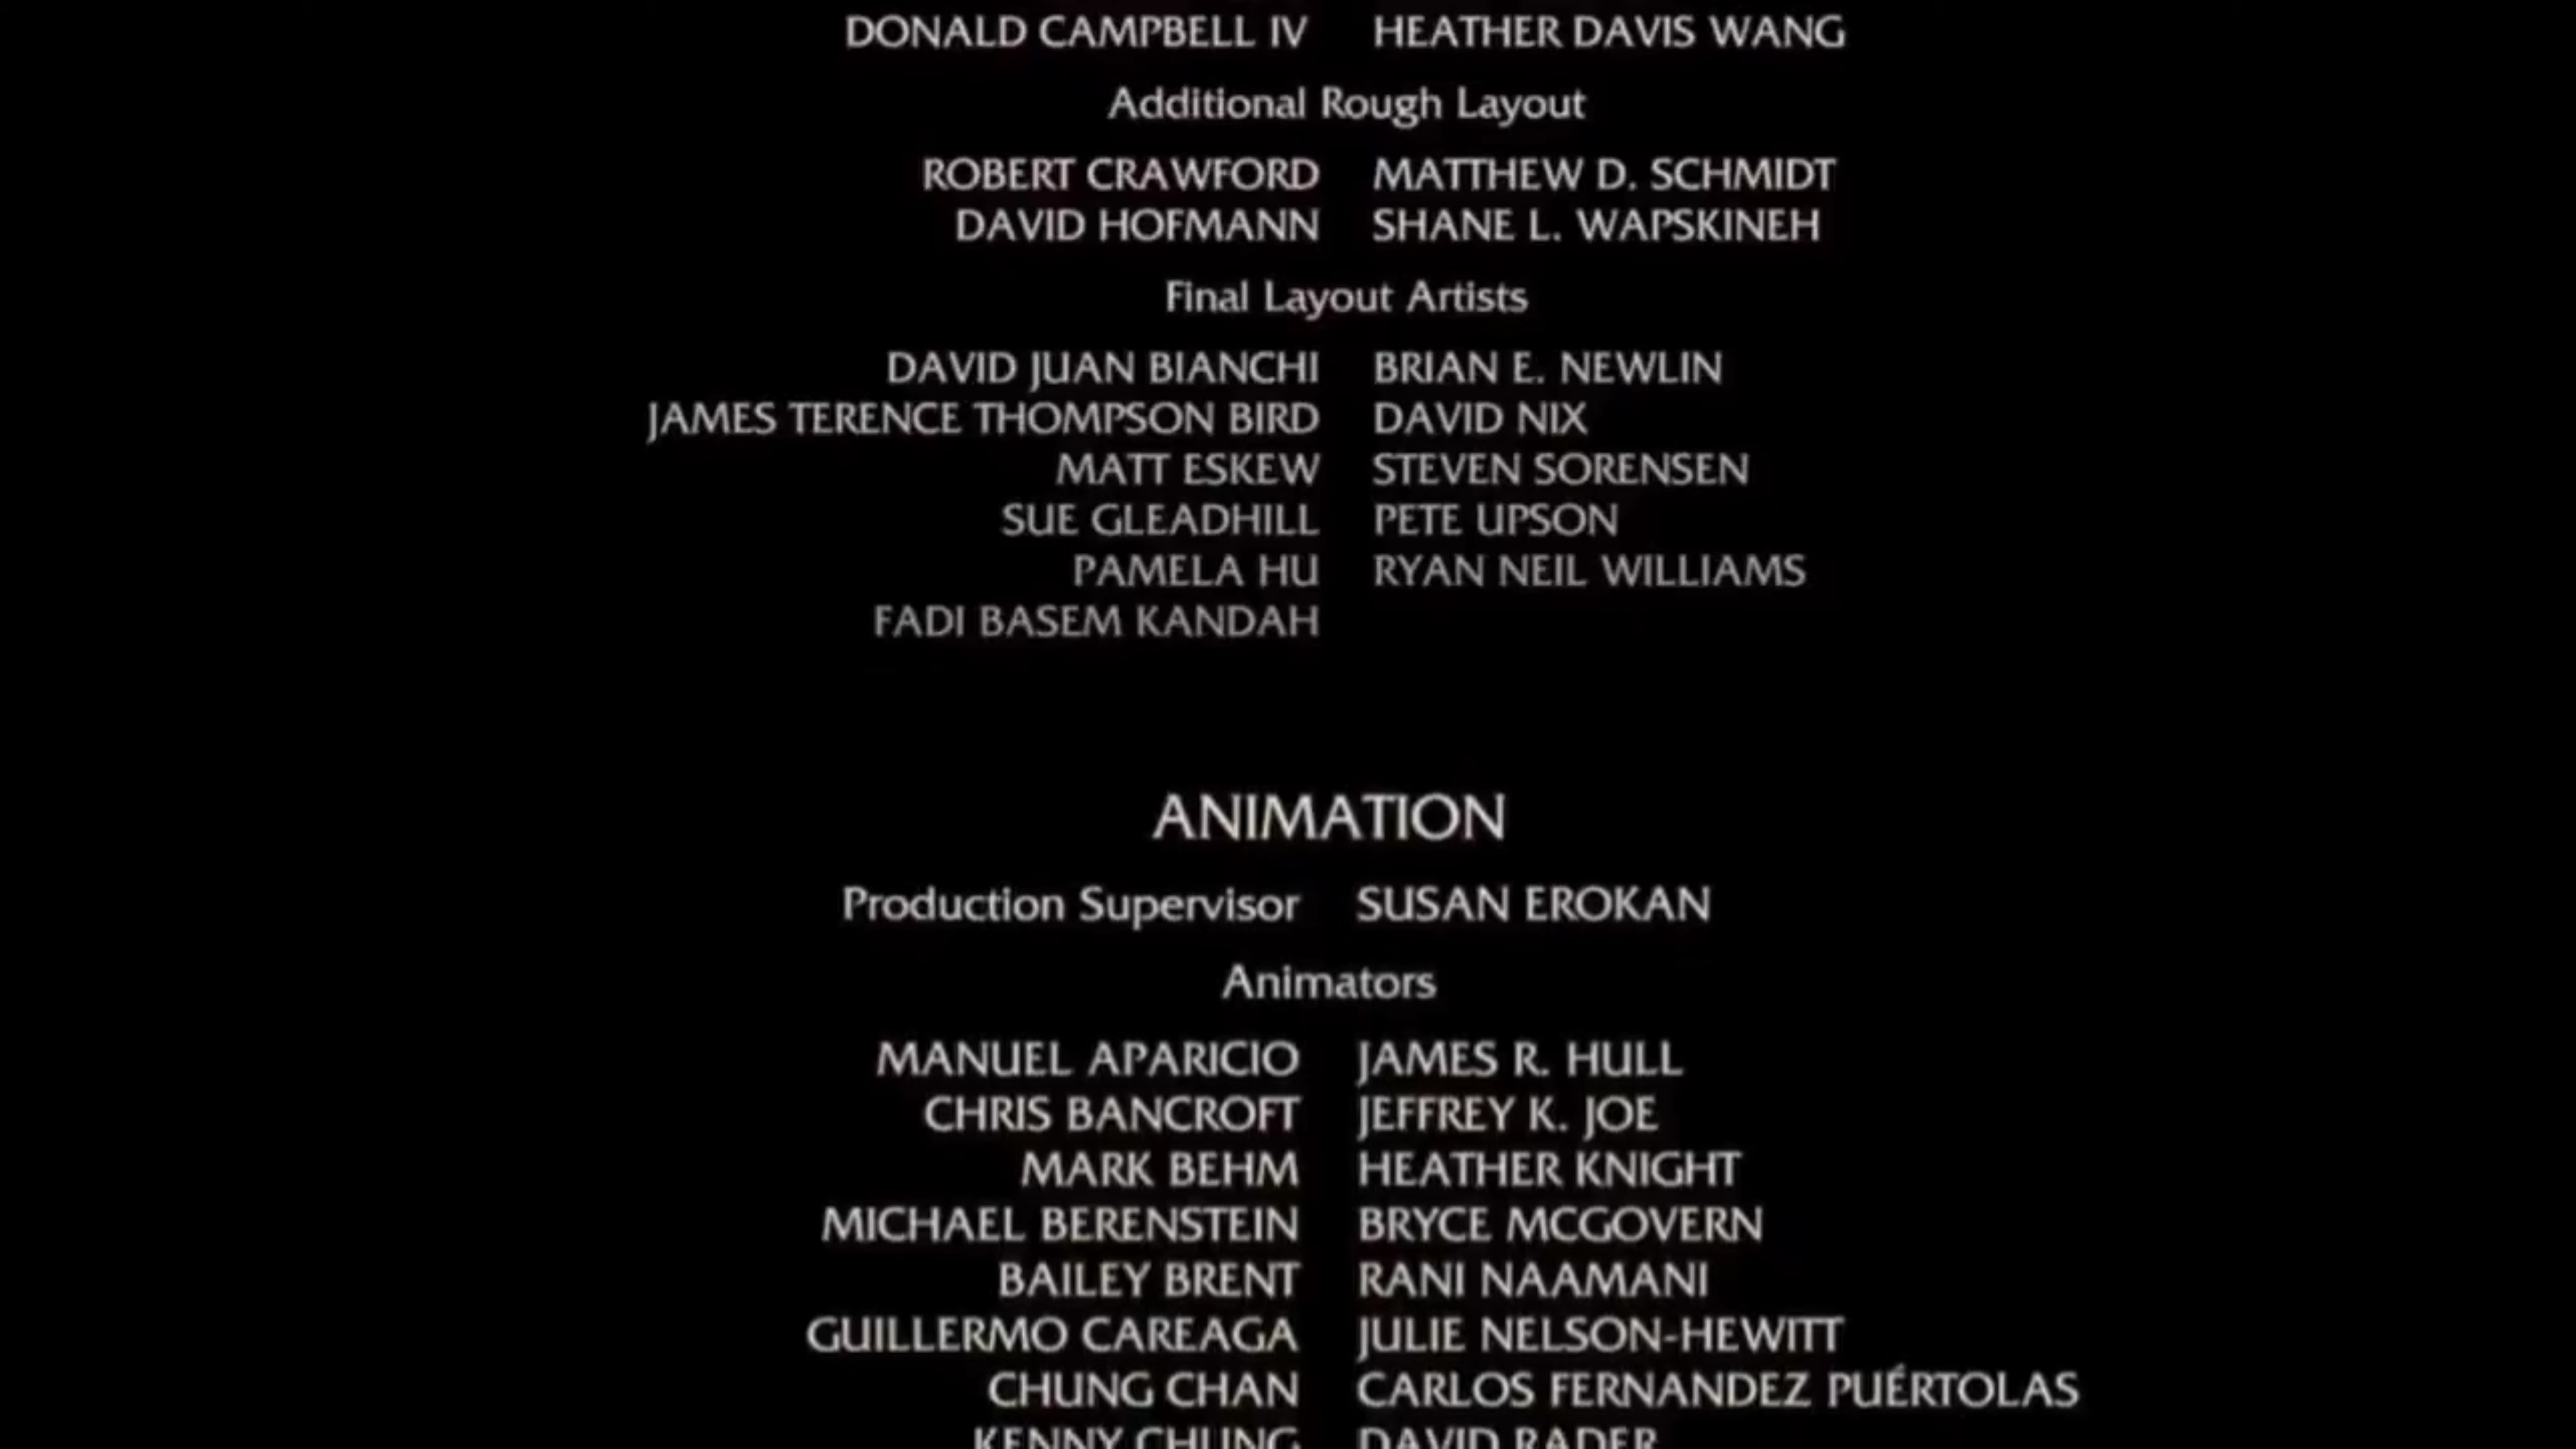 DONALD CAMPBELL IV HEATHER DAVIS WANG
Additional Rough Layout
ROBERT CRAWFORD MATTHEW D. SCHMIDT
DAVID HOFMANN SHANE L. WAPSKINEH
Final Layout Artists
DAVID JUAN BIANCHI BRIAN E. NEWLIN
JAMES TERENCE THOMPSON BIRD DAVID NIX
MATT ESKEW STEVEN SORENSEN
SUE GLEADHILL PETE UPSON
PAMELA HU RYAN NEIL WILLIAMS
FADI BASEM KANDAH
ANIMATION
Production Supervisor SUSAN EROKAN
Animators
MANUEL APARICIO JAMES R. HULL
CHRIS BANCROFT JEFFREY K. JOE
MARK BEHM HEATHER KNIGHT
MICHAEL BERENSTEIN BRYCE MCGOVERN
BAILEY BRENT RANI NAAMANI
GUILLERMO CAREAGA JULIE NELSON-HEWITT
CHUNG CHAN CARLOS FERNANDEZ PUÉRTOLAS
KENNY CHUNG DAVID RADER